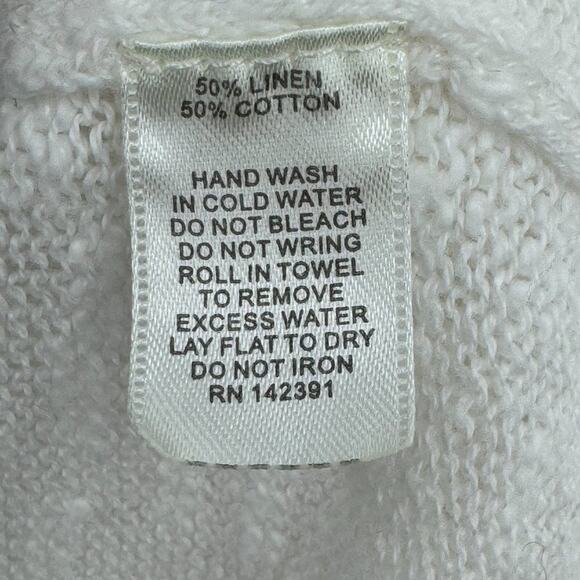 50% LINEN
50% COTTON
HAND WASH
IN COLD WATER
DO NOT BLEACH
DO NOT WRING
ROLL IN TOWEL
TO REMOVE
EXCESS WATER
LAY FLAT TO DRY
DO NOT IRON
RN 142391